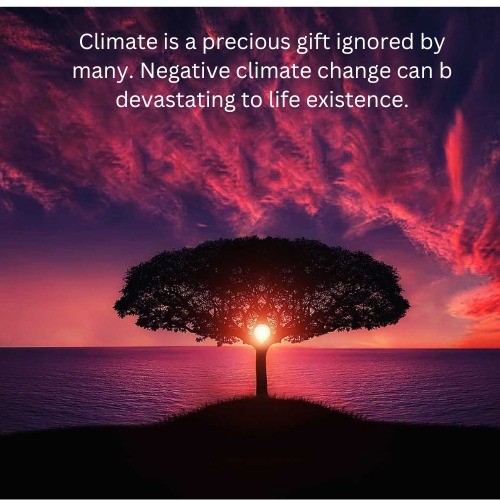 Climate is a precious gift ignored by
many. Negative climate change can b
devastating to life existence.